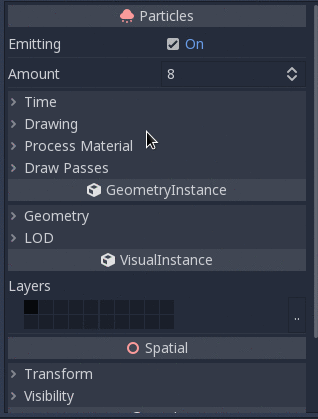 Particles
Emitting On
Amount 8
Time
Drawing
Process Material
Draw Passes
GeometryInstance
Geometry
LOD
VisualInstance
Layers
..
Spatial
Transform
Visibility